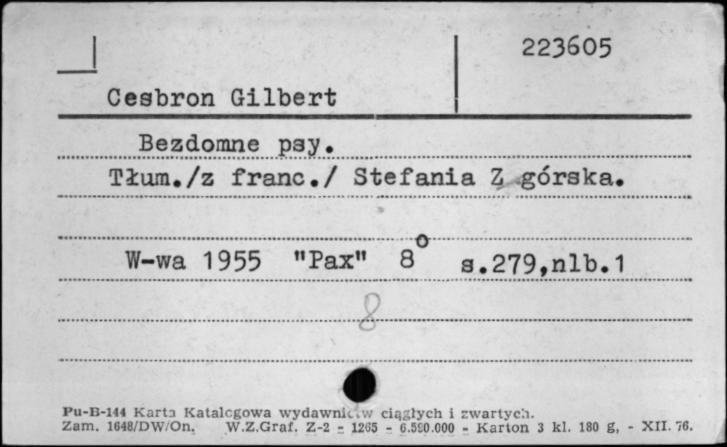 223605
Cesbron Gilbert
Bezdomne psy.
Tłum./z franc./ Stefania Z górska.
W-wa 1955 "Pax" 8° s.279,nlb.1
8
Pu-B-144 Karta Katalogowa wydawnictw ciągłych i zwartych.
Zam. 1648/DW/On. W.Z.Graf. Z-2 - 1265 - 6.500.000 - Karton 3 kl. 180 g, - XII. 76.